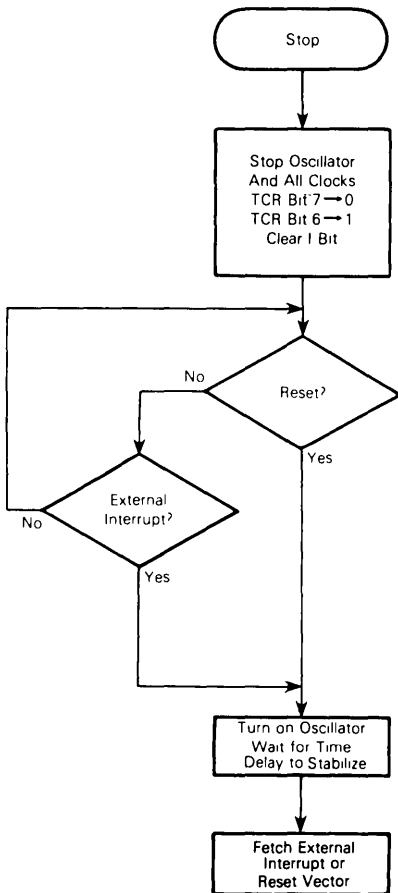 Stop
Stop Oscillator
And All Clocks
TCR Bit 7→0
TCR Bit 6→1
Clear I Bit
No
Reset?
Yes
External
Interrupt?
No
Yes
Turn on Oscillator
Wait for Time
Delay to Stabilize
Fetch External
Interrupt or
Reset Vector